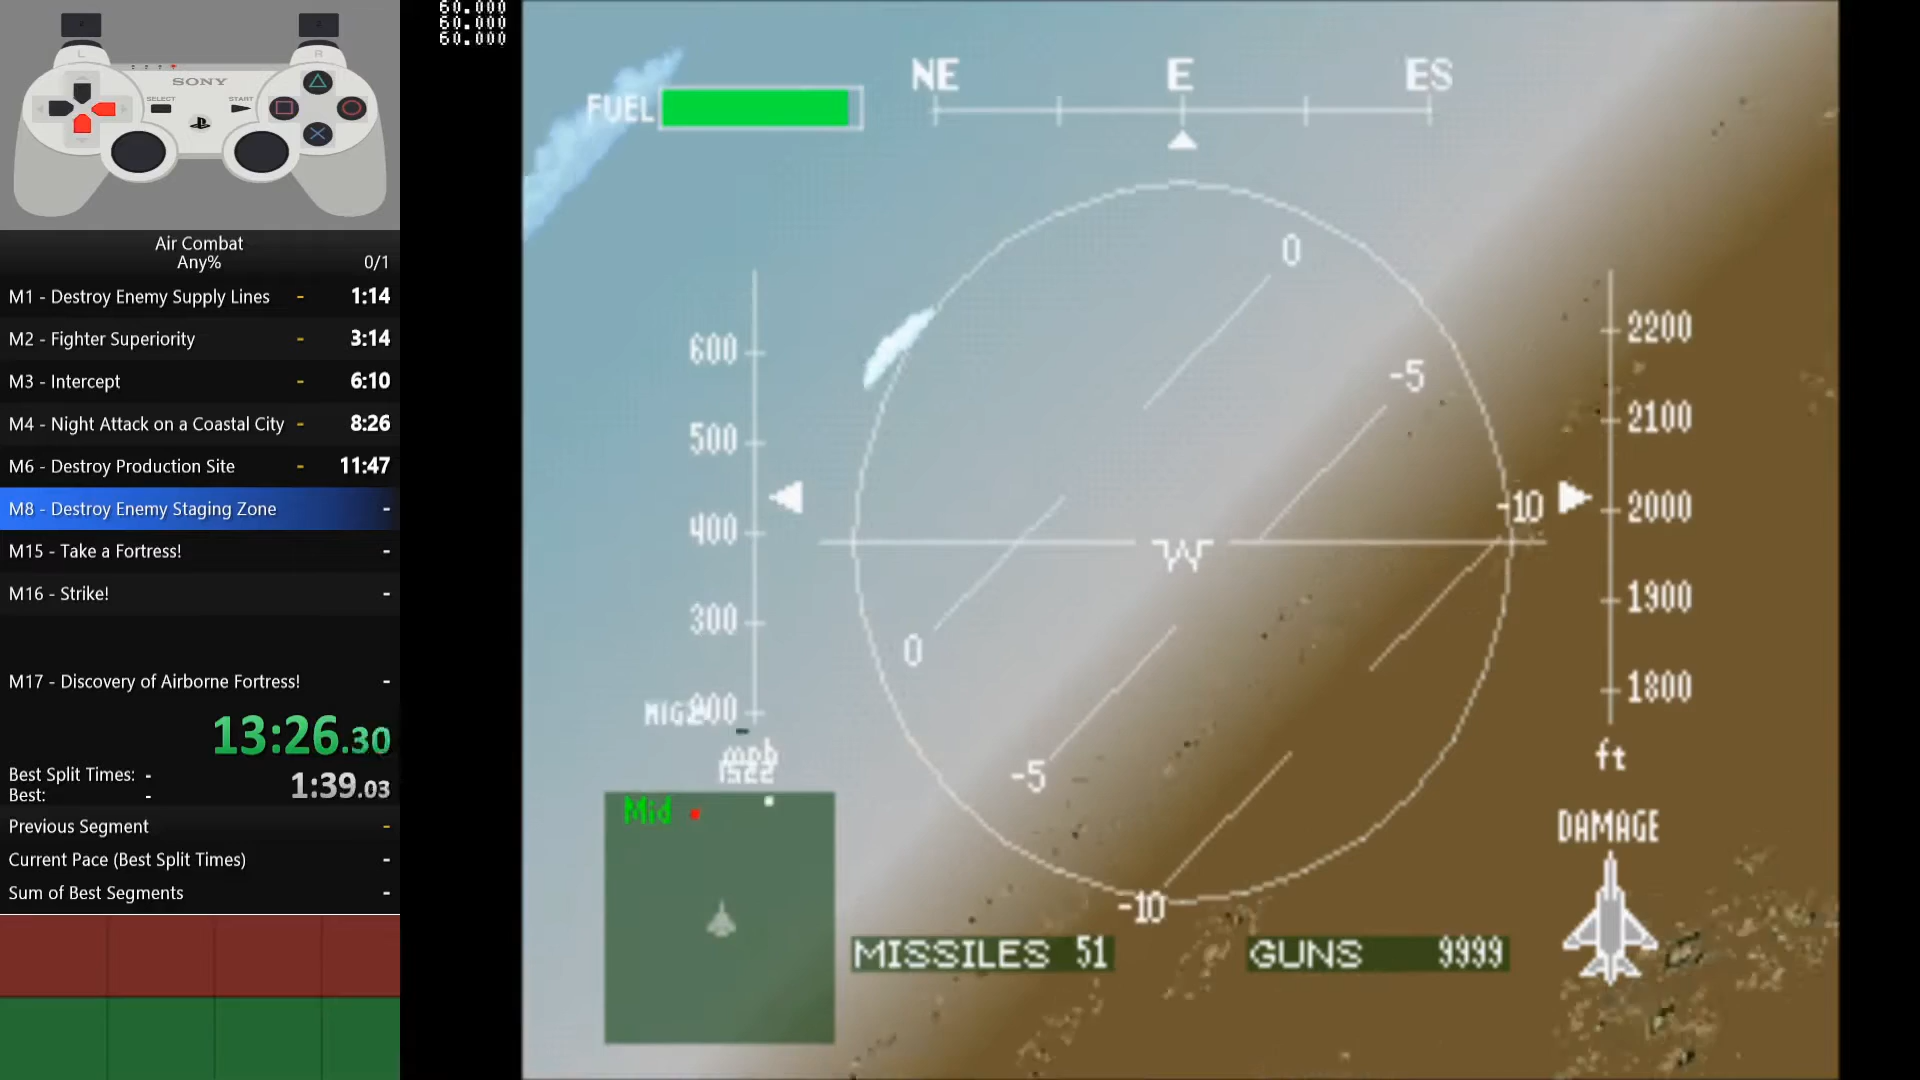 L
R
SONY
SELECT
START
Air Combat
Any%
0/1
M1 - Destroy Enemy Supply Lines - 1:14
M2 - Fighter Superiority - 3:14
M3 - Intercept - 6:10
M4 - Night Attack on a Coastal City - 8:26
M6 - Destroy Production Site - 11:47
M8 - Destroy Enemy Staging Zone -
M15 - Take a Fortress! -
M16 - Strike! -
M17 - Discovery of Airborne Fortress! -
13:26.30
Best Split Times: -
Best: -
1:39.03
Previous Segment -
Current Pace (Best Split Times) -
Sum of Best Segments -
60.000
60.000
60.000
FUEL
NE E ES
0
-5
-10
0
-5
-10
600
500
400
300
mph
2200
2100
2000
1900
1800
ft
Mid
MISSILES 51
GUNS 9999
DAMAGE